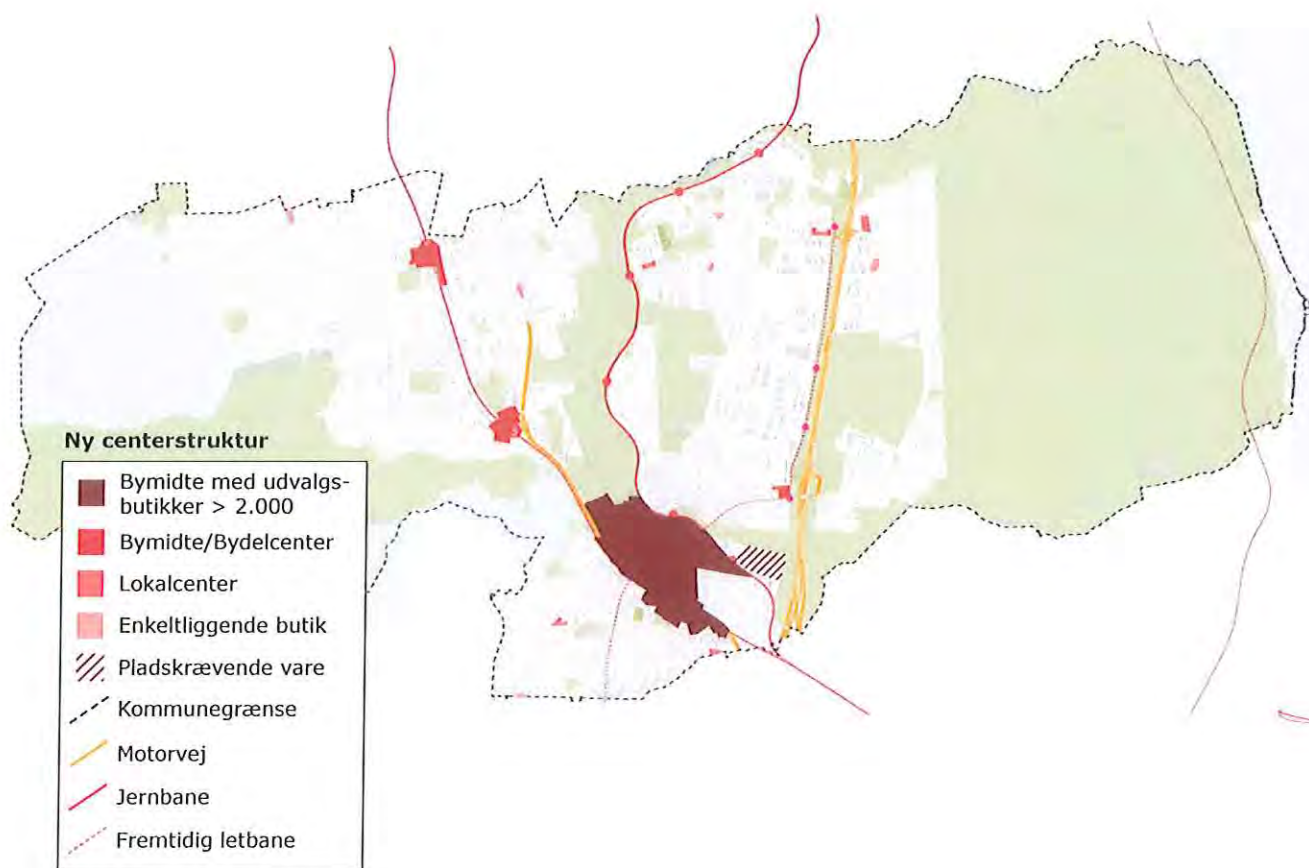 Ny centerstruktur
Bymidte med udvalgs-
butikker > 2.000
Bymidte/Bydelcenter
Lokalcenter
Enkeltliggende butik
Pladskrævende vare
Kommunegrænse
Motorvej
Jernbane
Fremtidig letbane